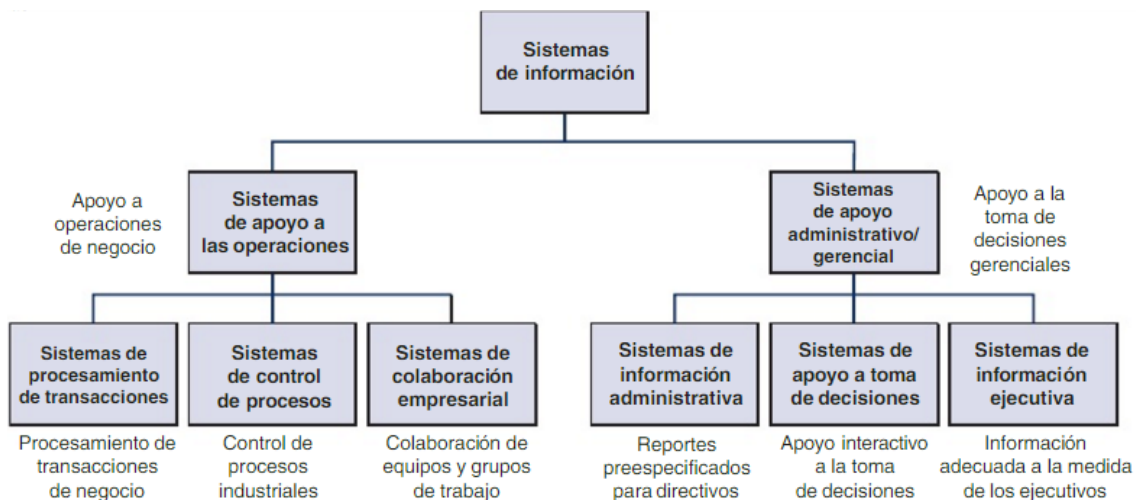 Sistemas
de información
Apoyo a
operaciones
de negocio
Sistemas
de apoyo a
las operaciones
Sistemas
de apoyo
administrativo/
gerencial
Apoyo a la
toma de
decisiones
gerenciales
Sistemas de
procesamiento
de transacciones
Sistemas
de control
de procesos
Sistemas de
colaboración
empresarial
Sistemas de
información
administrativa
Sistemas de
apoyo a toma
de decisiones
Sistemas de
información
ejecutiva
Procesamiento de
transacciones
de negocio
Control de
procesos
industriales
Colaboración de
equipos y grupos
de trabajo
Reportes
preespecificados
para directivos
Apoyo interactivo
a la toma
de decisiones
Información
adecuada a la medida
de los ejecutivos